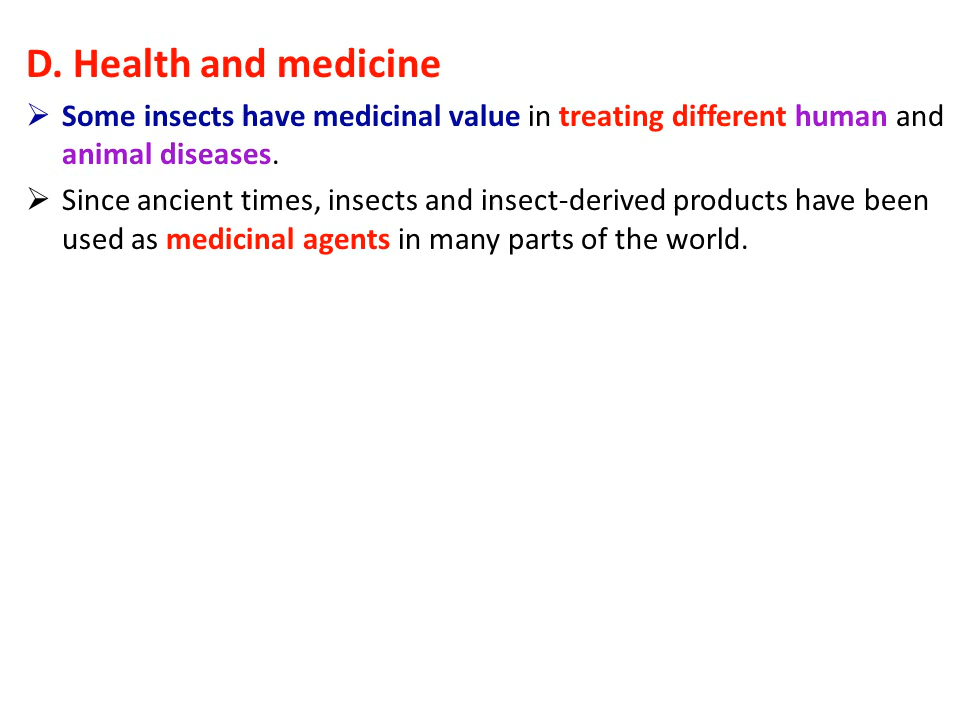 D. Health and medicine
➢ Some insects have medicinal value in treating different human and
animal diseases.
➢ Since ancient times, insects and insect-derived products have been
used as medicinal agents in many parts of the world.